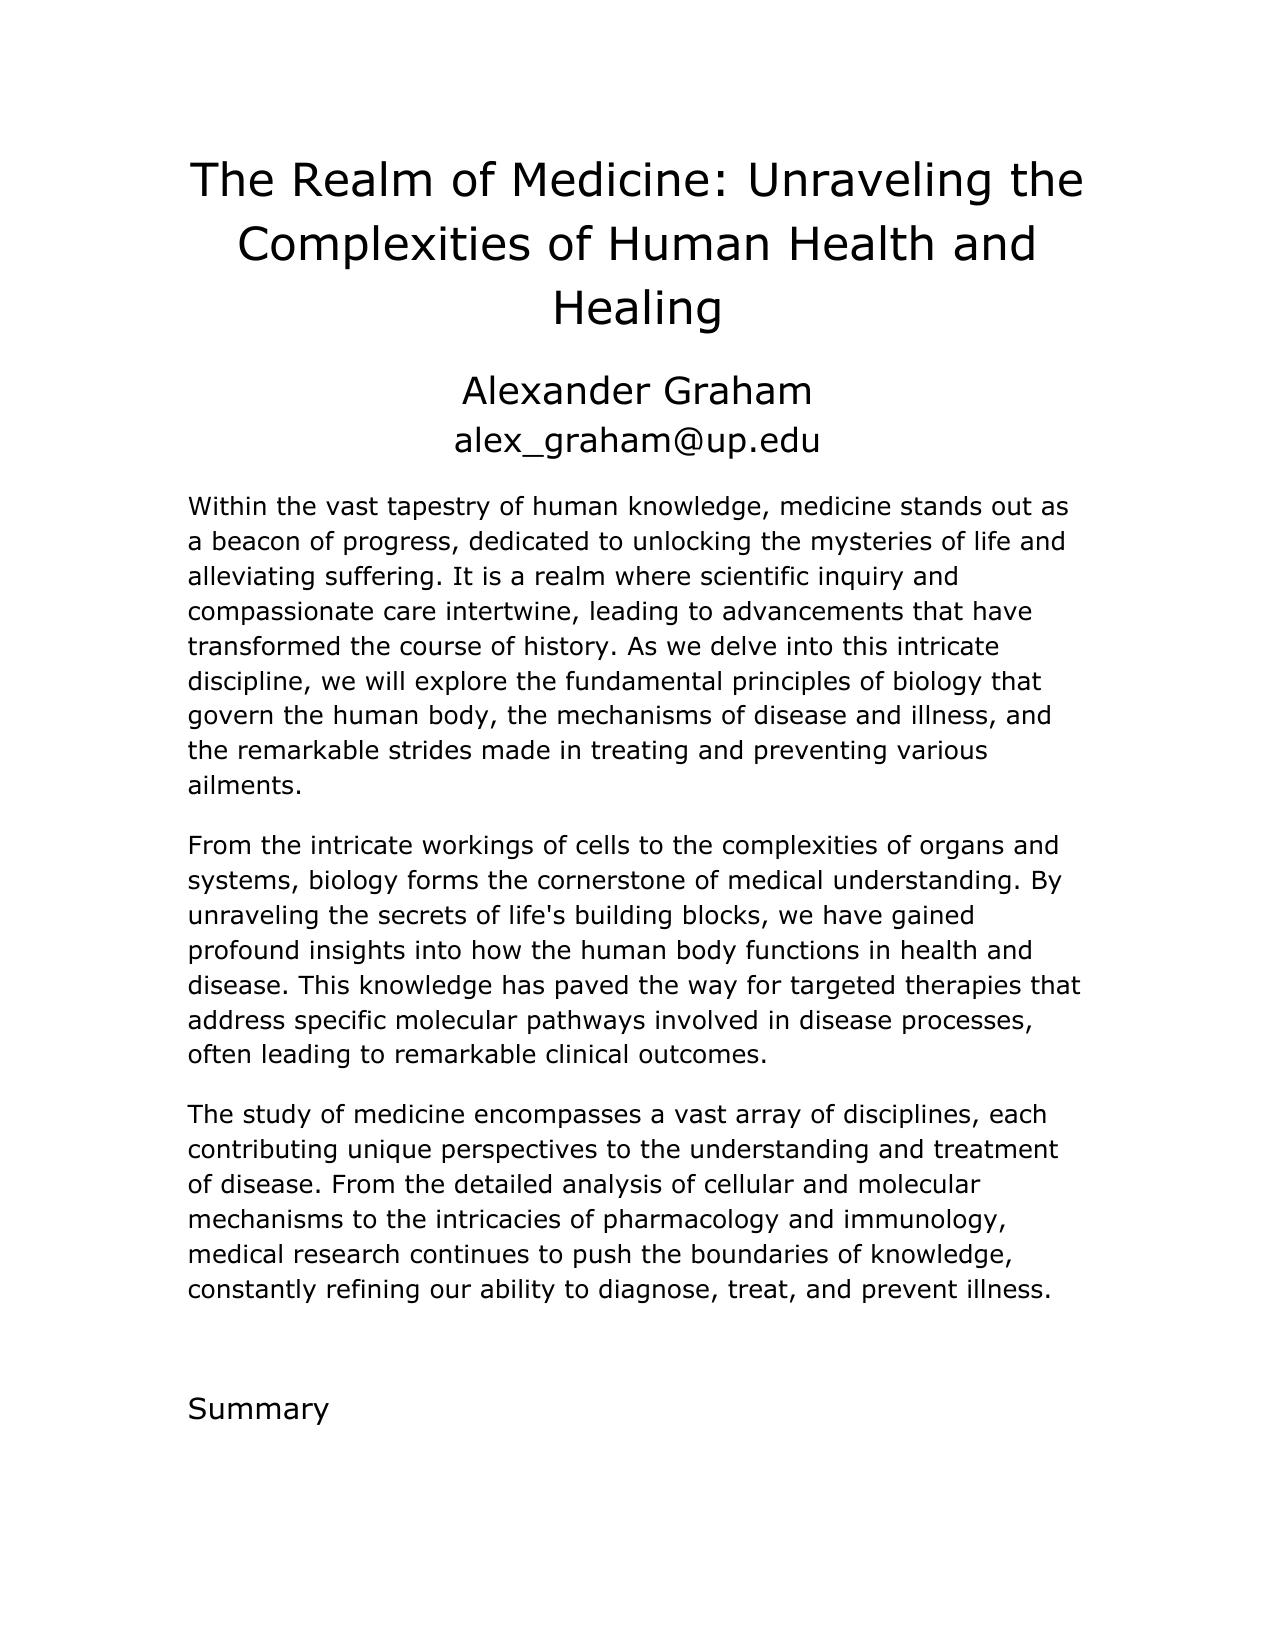 The Realm of Medicine: Unraveling the
Complexities of Human Health and
Healing
Alexander Graham
alex_graham@up.edu
Within the vast tapestry of human knowledge, medicine stands out as
a beacon of progress, dedicated to unlocking the mysteries of life and
alleviating suffering. It is a realm where scientific inquiry and
compassionate care intertwine, leading to advancements that have
transformed the course of history. As we delve into this intricate
discipline, we will explore the fundamental principles of biology that
govern the human body, the mechanisms of disease and illness, and
the remarkable strides made in treating and preventing various
ailments.
From the intricate workings of cells to the complexities of organs and
systems, biology forms the cornerstone of medical understanding. By
unraveling the secrets of life's building blocks, we have gained
profound insights into how the human body functions in health and
disease. This knowledge has paved the way for targeted therapies that
address specific molecular pathways involved in disease processes,
often leading to remarkable clinical outcomes.
The study of medicine encompasses a vast array of disciplines, each
contributing unique perspectives to the understanding and treatment
of disease. From the detailed analysis of cellular and molecular
mechanisms to the intricacies of pharmacology and immunology,
medical research continues to push the boundaries of knowledge,
constantly refining our ability to diagnose, treat, and prevent illness.
Summary